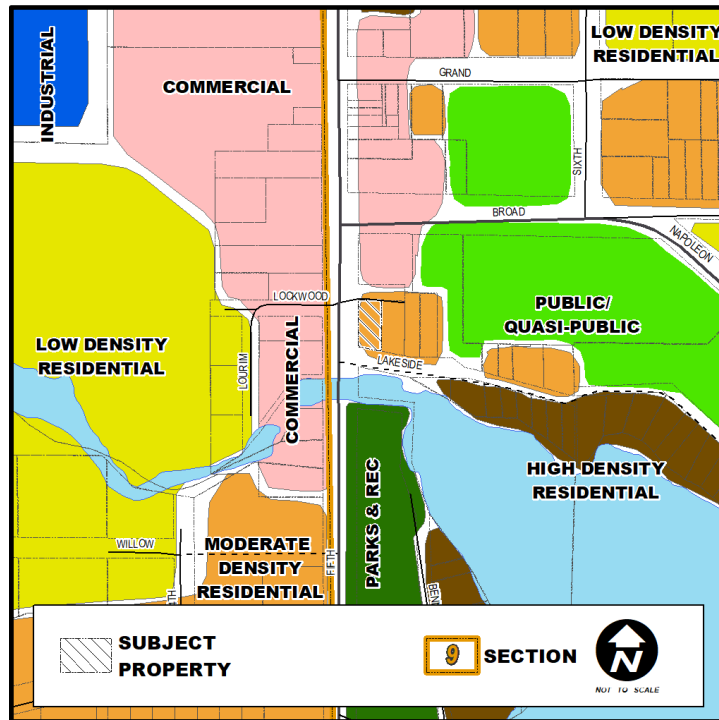 LOW DENSITY
RESIDENTIAL
INDUSTRIAL
COMMERCIAL
GRAND
SIXTH
BROAD
NAPOLEON
LOCKWOOD
PUBLIC/
QUASI-PUBLIC
LOW DENSITY
RESIDENTIAL
LOURIM
COMMERCIAL
LAKESIDE
HIGH DENSITY
RESIDENTIAL
PARKS & REC
WILLOW
MODERATE
DENSITY
RESIDENTIAL
FIFTH
SUBJECT
PROPERTY
9 SECTION
N
NOT TO SCALE